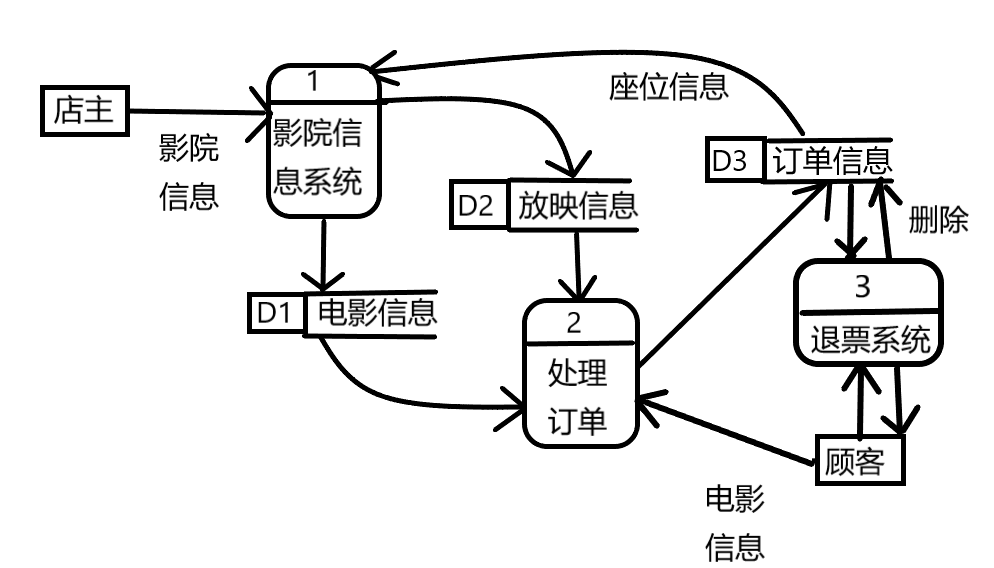 店主
影院
信息
1
影院信
息系统
座位信息
D1
电影信息
D2
放映信息
2
处理
订单
D3
订单信息
删除
3
退票系统
顾客
电影
信息